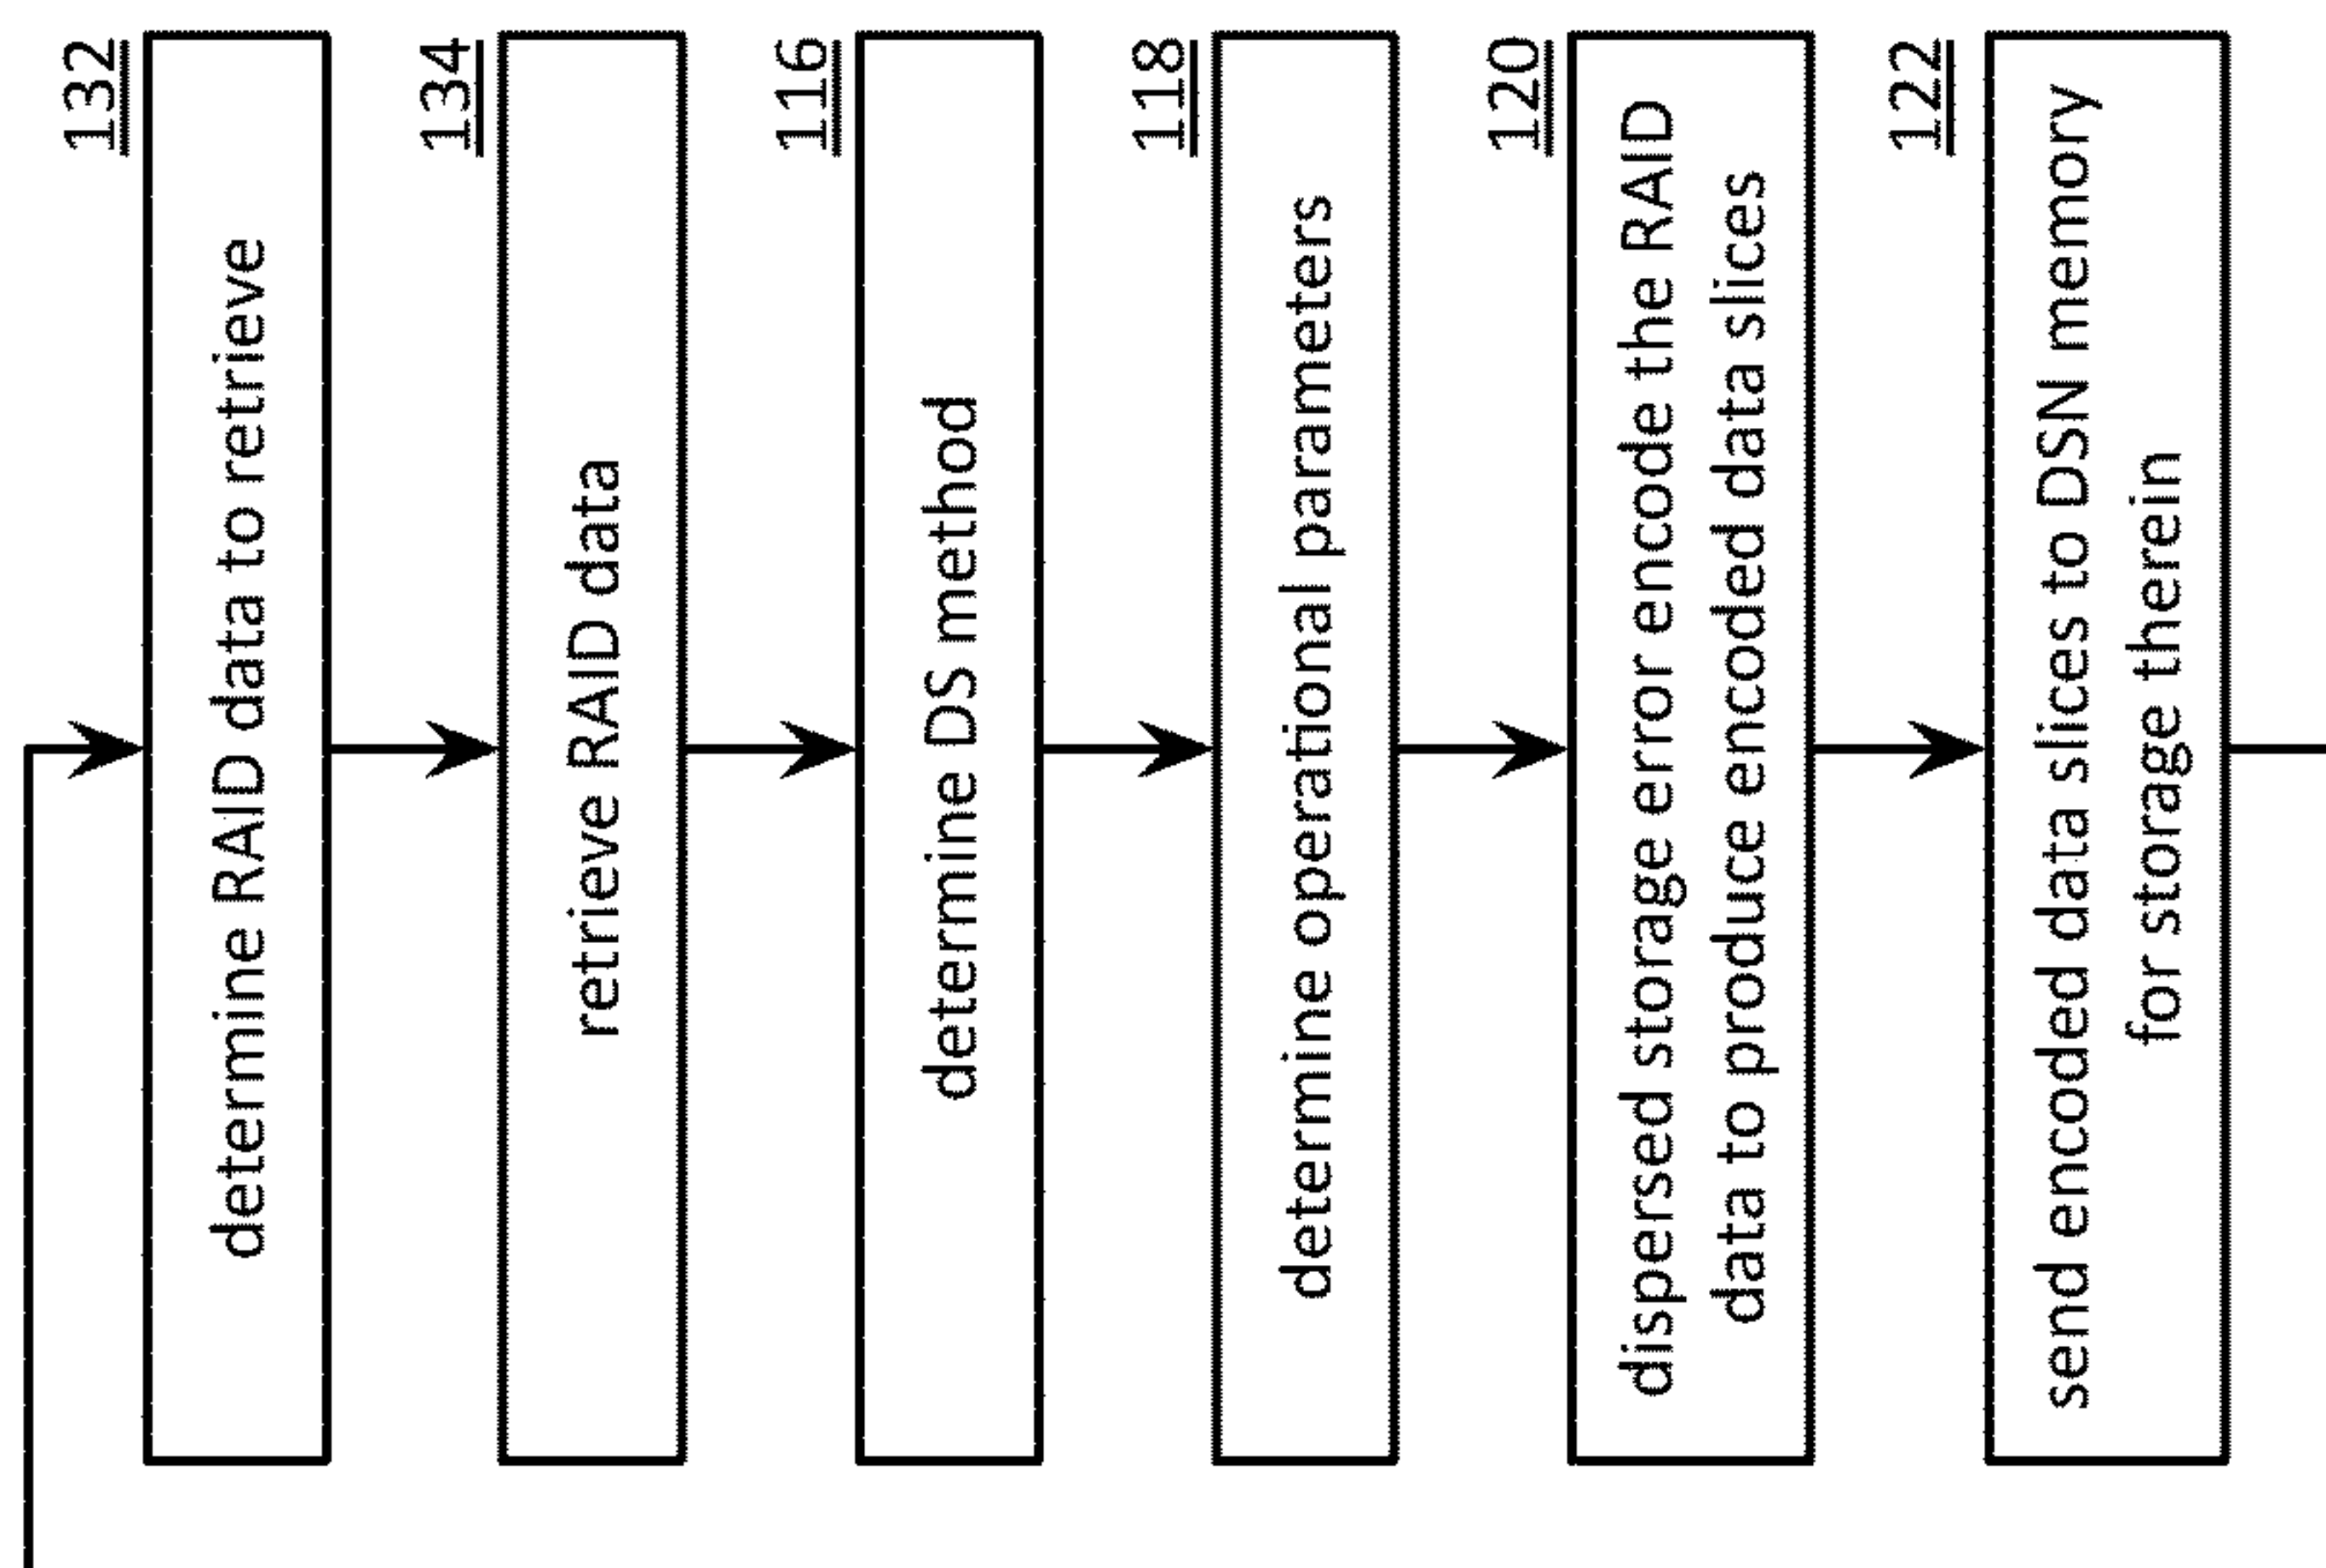 132
determine RAID data to retrieve
134
retrieve RAID data
116
determine DS method
118
determine operational parameters
120
dispersed storage error encode the RAID
data to produce encoded data slices
122
send encoded data slices to DSN memory
for storage therein